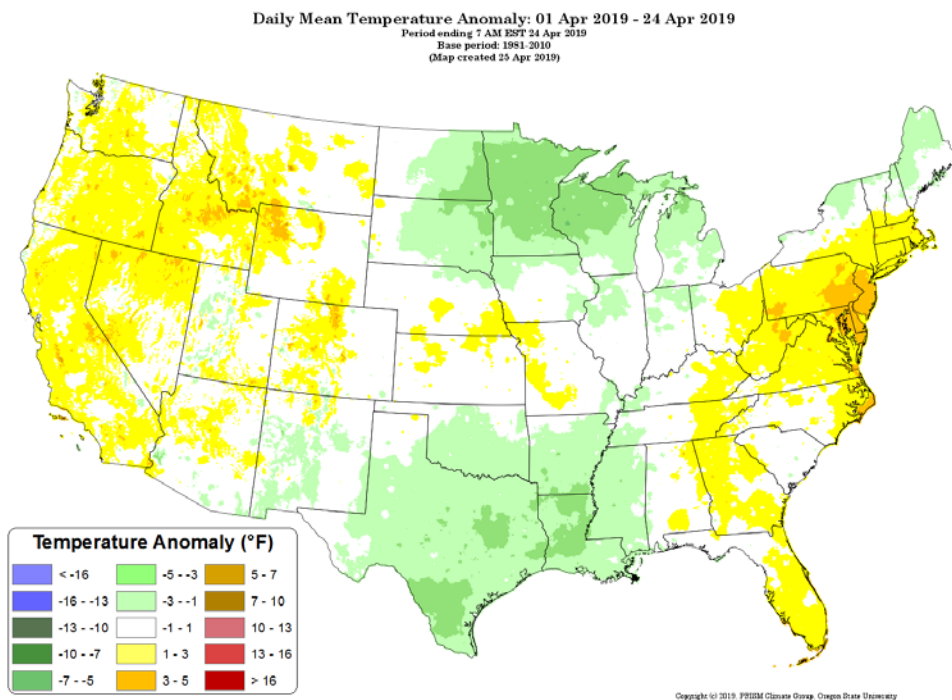 Daily Mean Temperature Anomaly: 01 Apr 2019 - 24 Apr 2019
Period ending 7 AM EST 24 Apr 2019
Base period: 1981-2010
(Map created 25 Apr 2019)
Temperature Anomaly (°F)
< -16
-16 - -13
-13 - -10
-10 - -7
-7 - -5
-5 - -3
-3 - -1
-1 - 1
1 - 3
3 - 5
5 - 7
7 - 10
10 - 13
13 - 16
> 16
Copyright (c) 2019, PRISM Climate Group, Oregon State University